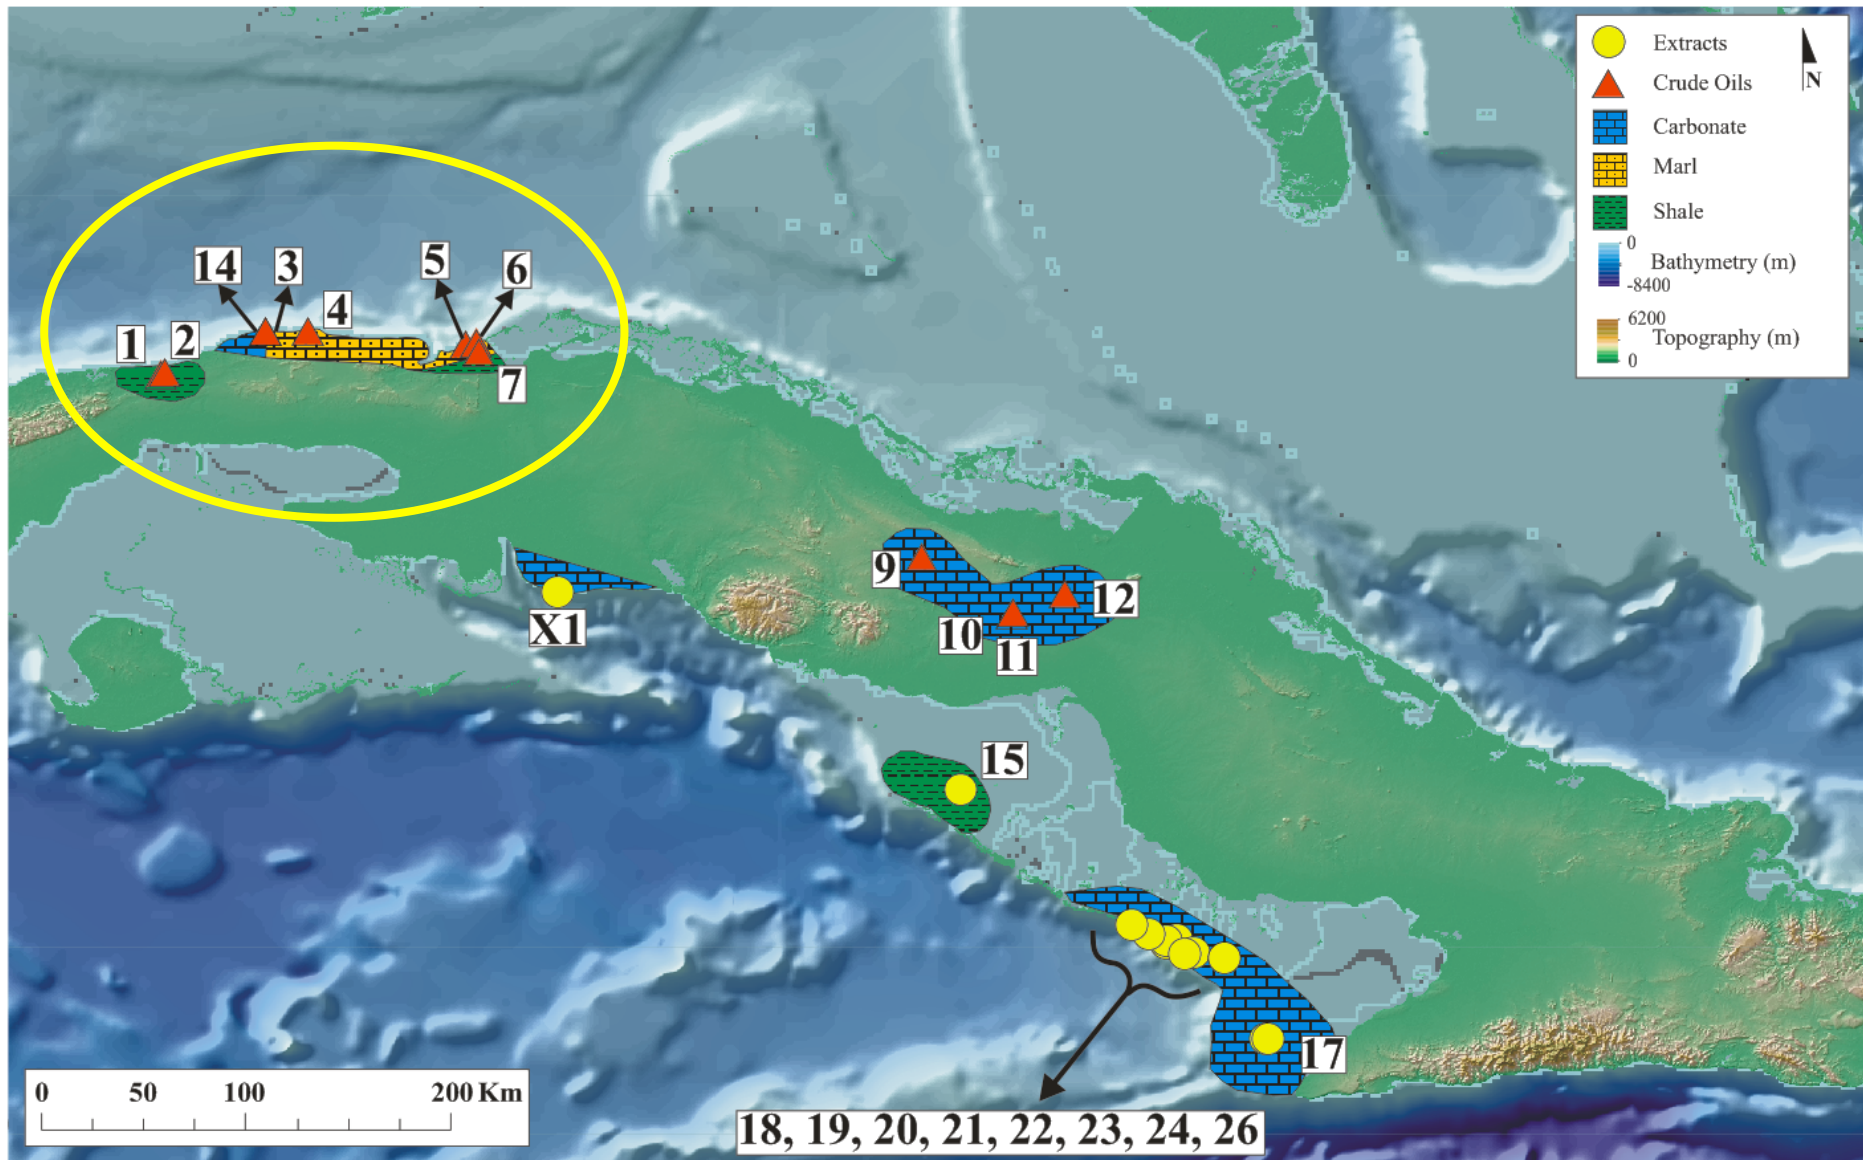 Extracts
Crude Oils
N
Carbonate
Marl
Shale
0
Bathymetry (m)
-8400
6200
Topography (m)
0
14
3
5
6
4
1
2
7
9
12
X1
10
11
15
17
0
50
100
200 Km
18, 19, 20, 21, 22, 23, 24, 26